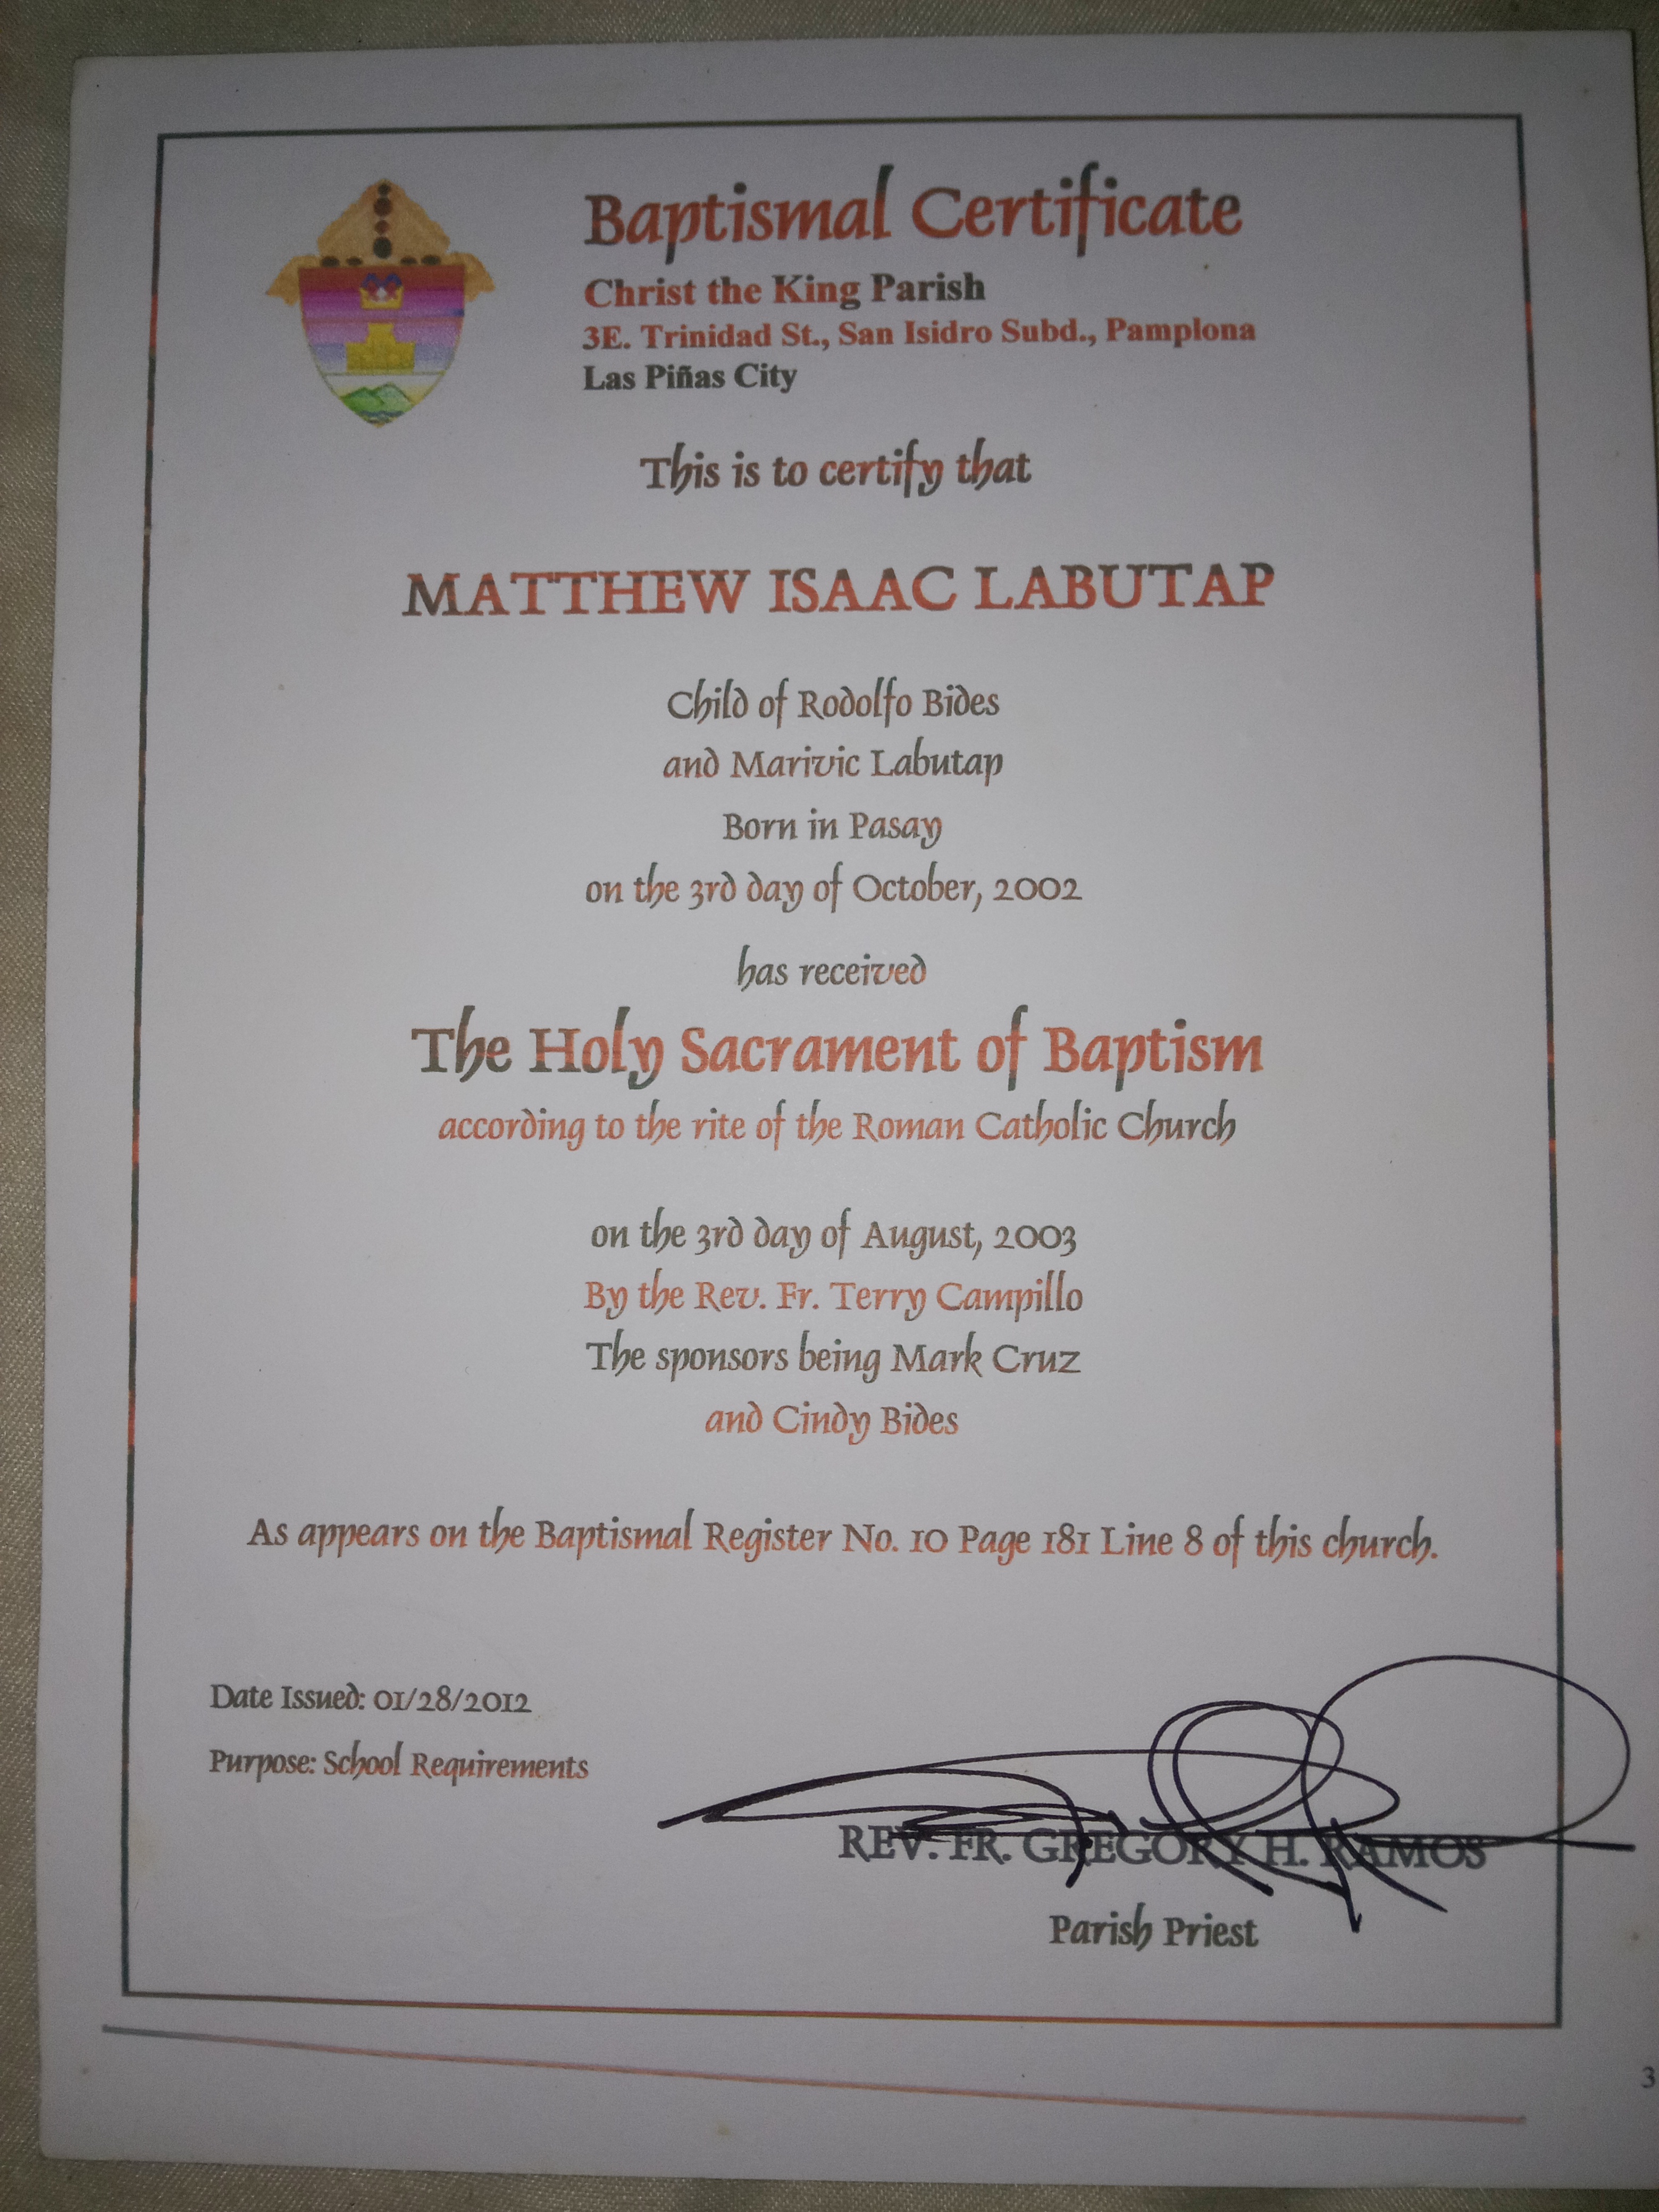 Baptismal Certificate
Christ the King Parish
3E. Trinidad St., San Isidro Subd., Pamplona
Las Piñas City
This is to certify that
MATTHEW ISAAC LABUTAP
Child of Rodolfo Bides
and Marivic Labutap
Born in Pasay
on the 3rd day of October, 2002
has received
The Holy Sacrament of Baptism
according to the rite of the Roman Catholic Church
on the 3rd day of August, 2003
By the Rev. Fr. Terry Campillo
The sponsors being Mark Cruz
and Cindy Bides
As appears on the Baptismal Register No. 10 Page 181 Line 8 of this church.
Date Issued: 01/28/2012
Purpose: School Requirements
REV. FR. GREGORY H. RAMOS
Parish Priest
3